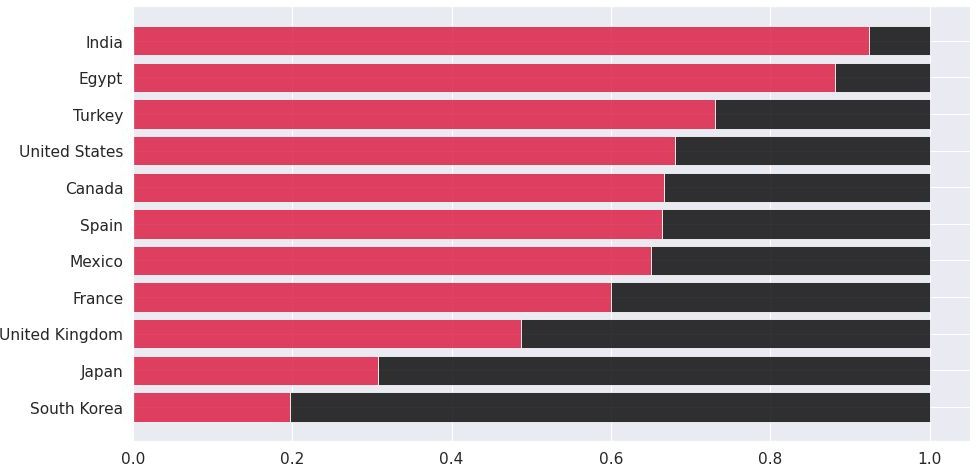 India
Egypt
Turkey
United States
Canada
Spain
Mexico
France
United Kingdom
Japan
South Korea
0.0 0.2 0.4 0.6 0.8 1.0